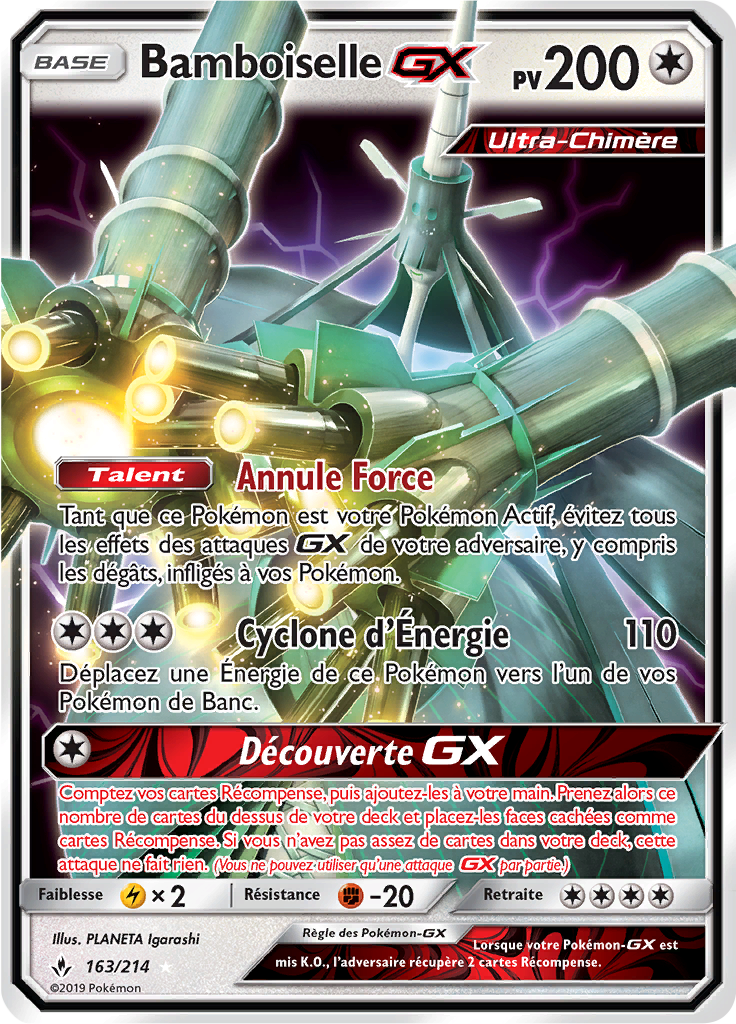 BASE Bamboiselle GX PV 200
Ultra-Chimère
Talent Annule Force
Tant que ce Pokémon est votre Pokémon Actif, évitez tous
les effets des attaques GX de votre adversaire, y compris
les dégâts, infligés à vos Pokémon.
Cyclone d'Énergie 110
Déplacez une Énergie de ce Pokémon vers l'un de vos
Pokémon de Banc.
Découverte GX
Comptez vos cartes Récompense, puis ajoutez-les à votre main. Prenez alors ce
nombre de cartes du dessus de votre deck et placez-les faces cachées comme
cartes Récompense. Si vous n'avez pas assez de cartes dans votre deck, cette
attaque ne fait rien. (Vous ne pouvez utiliser qu'une attaque GX par partie.)
Faiblesse ×2 Résistance -20 Retraite
Illus. PLANETA Igarashi
Règle des Pokémon-GX
Lorsque votre Pokémon-GX est
mis K.O., l'adversaire récupère 2 cartes Récompense.
163/214
©2019 Pokémon